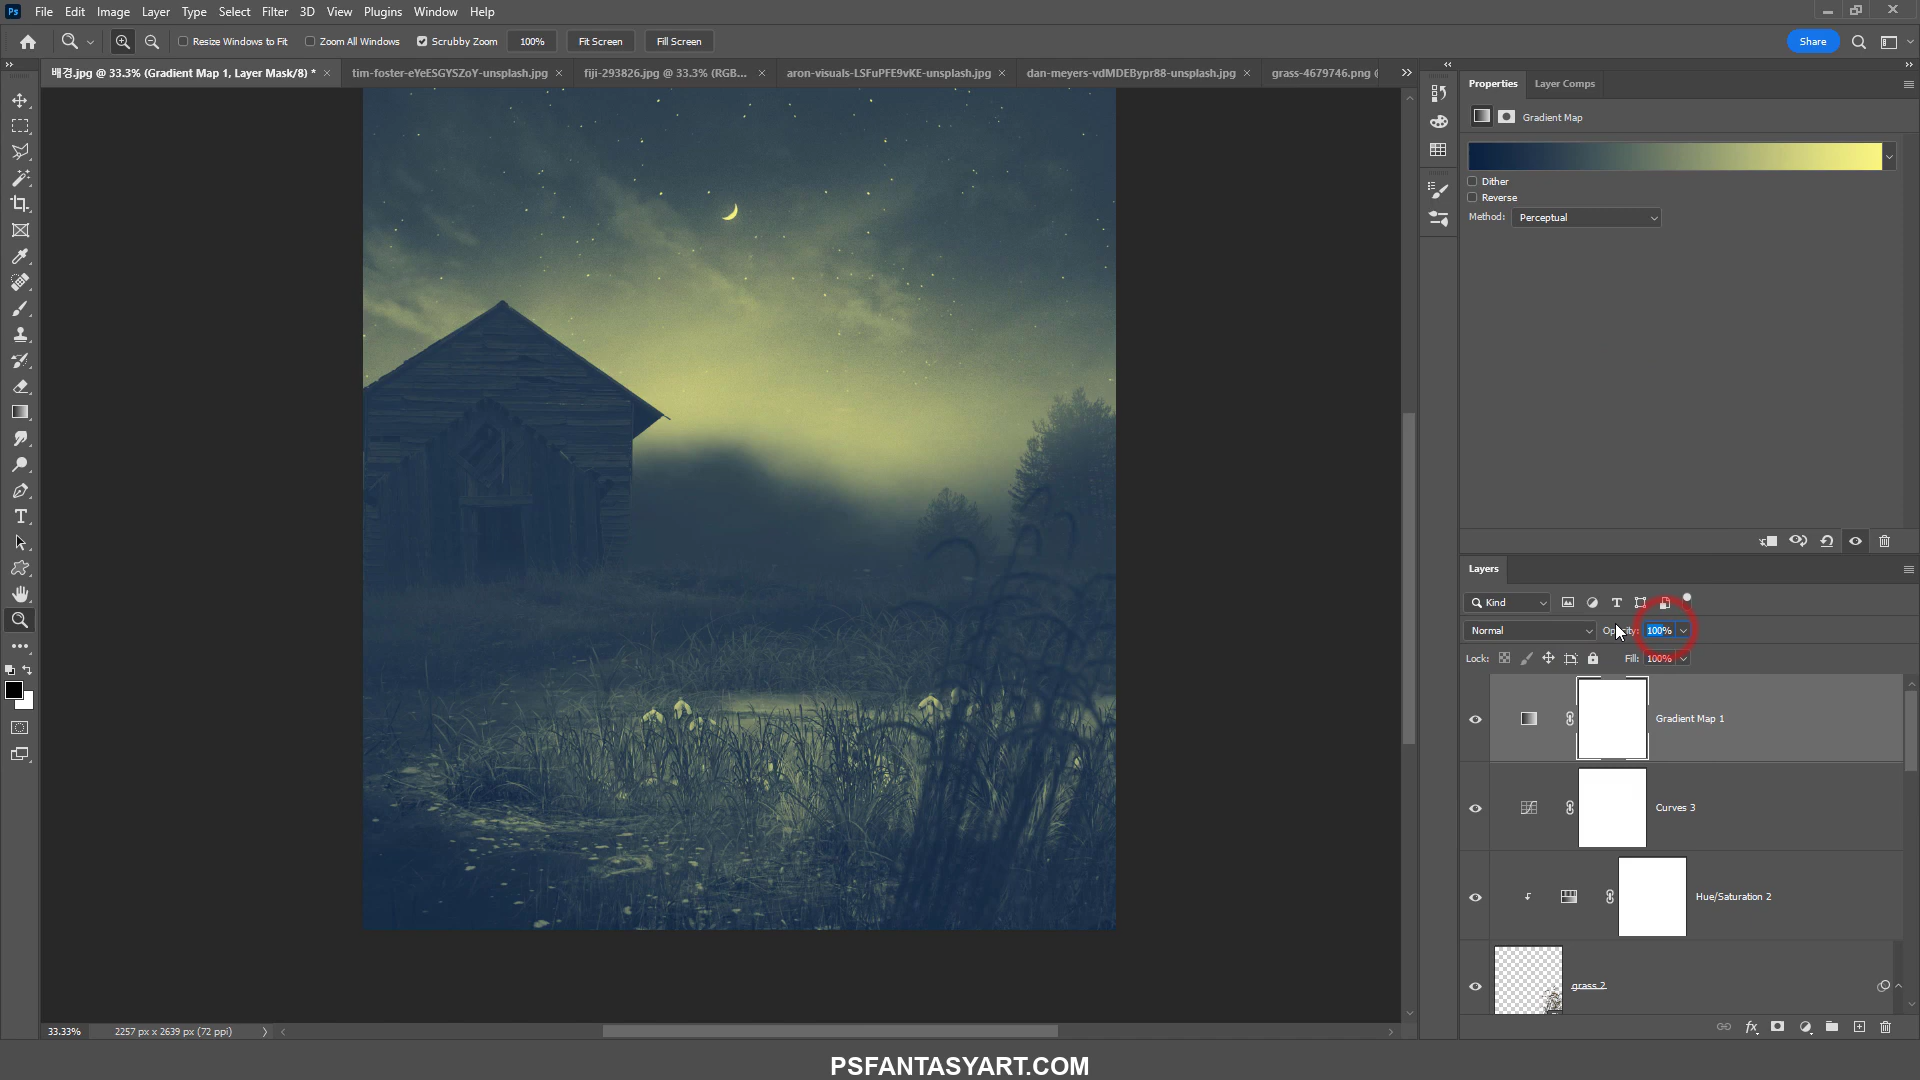 Ps File Edit Image Layer Type Select Filter 3D View Plugins Window Help
Resize Windows to Fit Zoom All Windows Scrubby Zoom 100% Fit Screen Fill Screen Share
배경.jpg @ 33.3% (Gradient Map 1, Layer Mask/8) * × tim-foster-eYeESGYSZoY-unsplash.jpg × fiji-293826.jpg @ 33.3% (RGB... × aron-visuals-LSFuPFE9vKE-unsplash.jpg × dan-meyers-vdMDEBypr88-unsplash.jpg × grass-4679746.png
Properties Layer Comps
Gradient Map
Dither
Reverse
Method: Perceptual
Layers
Kind
Normal Opacity: 100%
Lock: Fill: 100%
Gradient Map 1
Curves 3
Hue/Saturation 2
grass 2
33.33% 2257 px x 2639 px (72 ppi)
PSFANTASYART.COM